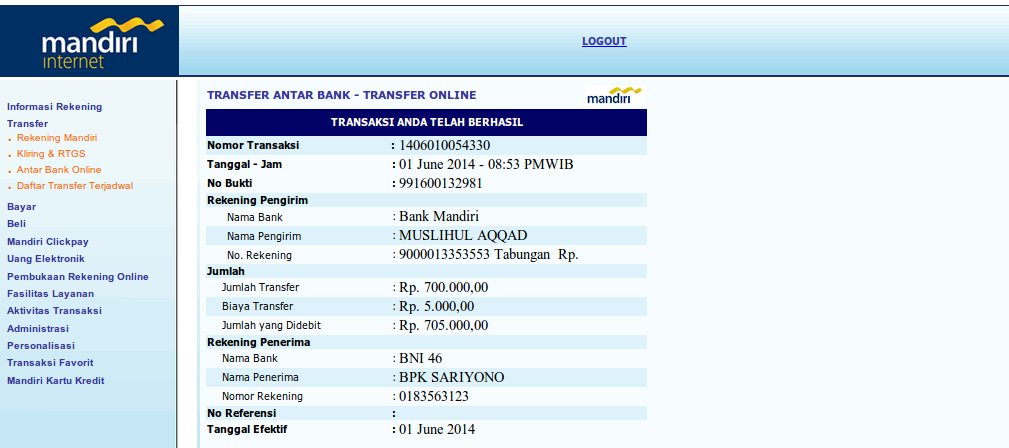 mandiri
internet
LOGOUT
Informasi Rekening
Transfer
Rekening Mandiri
Kliring & RTGS
Antar Bank Online
Daftar Transfer Terjadwal
Bayar
Beli
Mandiri Clickpay
Uang Elektronik
Pembukaan Rekening Online
Fasilitas Layanan
Aktivitas Transaksi
Administrasi
Personalisasi
Transaksi Favorit
Mandiri Kartu Kredit
TRANSFER ANTAR BANK - TRANSFER ONLINE
mandiri
TRANSAKSI ANDA TELAH BERHASIL
Nomor Transaksi : 1406010054330
Tanggal - Jam : 01 June 2014 - 08:53 PMWIB
No Bukti : 991600132981
Rekening Pengirim
Nama Bank : Bank Mandiri
Nama Pengirim : MUSLIHUL AQQAD
No. Rekening : 9000013353553 Tabungan Rp.
Jumlah
Jumlah Transfer : Rp. 700.000,00
Biaya Transfer : Rp. 5.000,00
Jumlah yang Didebit : Rp. 705.000,00
Rekening Penerima
Nama Bank : BNI 46
Nama Penerima : BPK SARIYONO
Nomor Rekening : 0183563123
No Referensi :
Tanggal Efektif : 01 June 2014